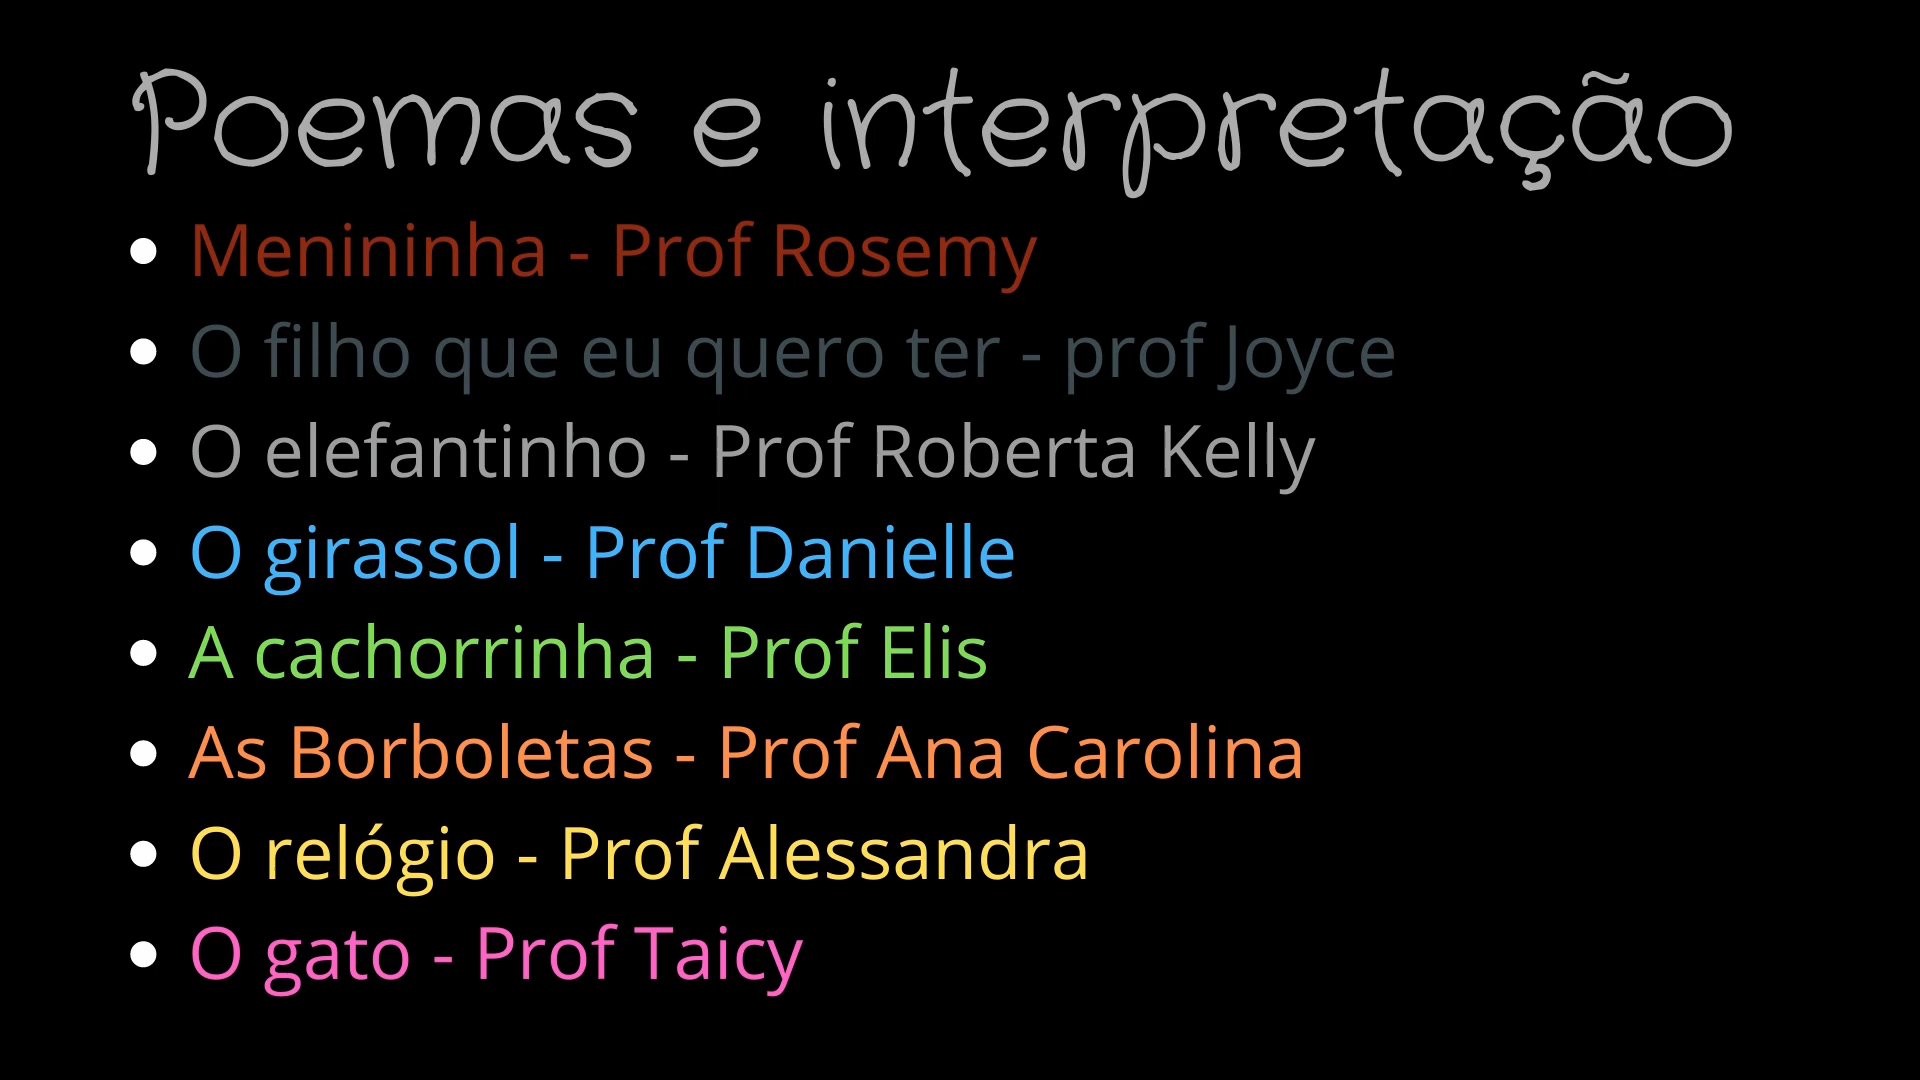 Poemas e interpretação
• Menininha - Prof Rosemy
• O filho que eu quero ter - prof Joyce
• O elefantinho - Prof Roberta Kelly
• O girassol - Prof Danielle
• A cachorrinha - Prof Elis
• As Borboletas - Prof Ana Carolina
• O relógio - Prof Alessandra
• O gato - Prof Taicy